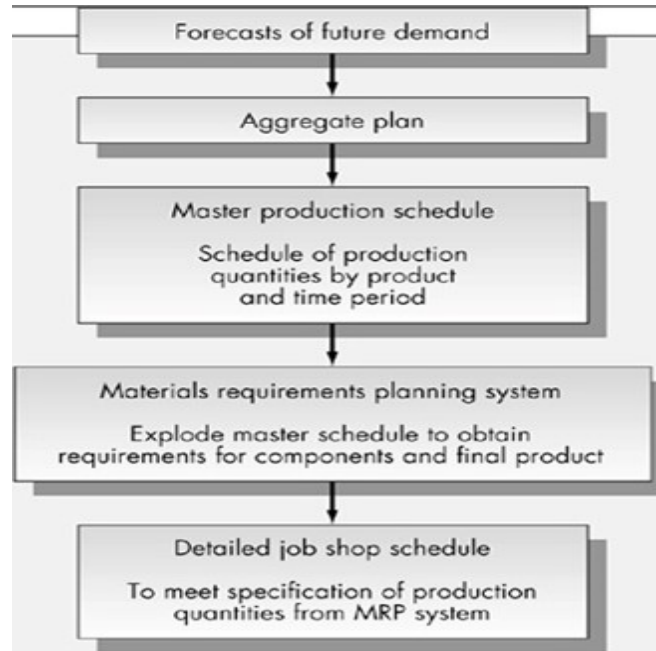 Forecasts of future demand
Aggregate plan
Master production schedule
Schedule of production
quantities by product
and time period
Materials requirements planning system
Explode master schedule to obtain
requirements for components and final product
Detailed job shop schedule
To meet specification of production
quantities from MRP system